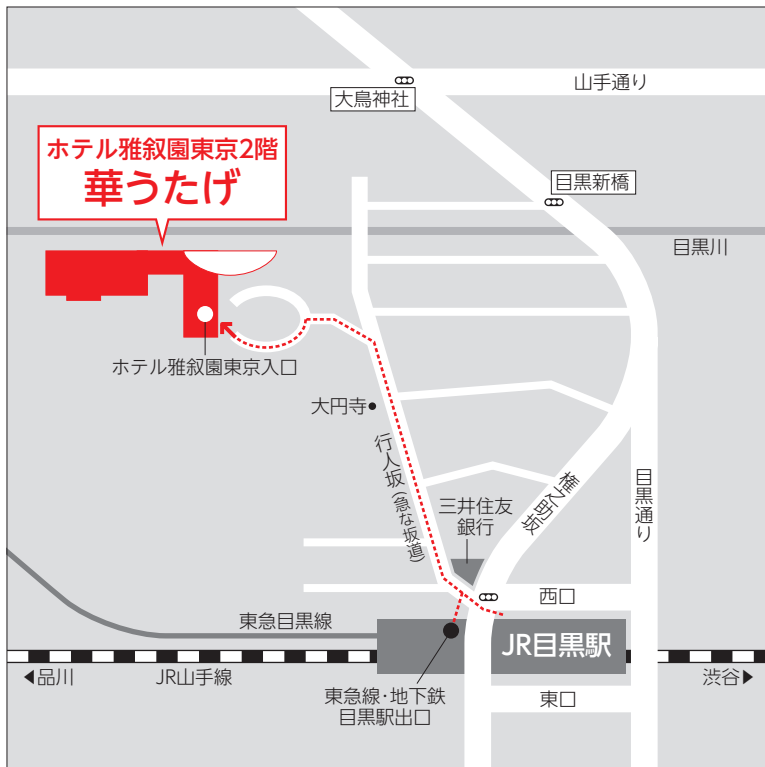 山手通り
大鳥神社
ホテル雅叙園東京2階
華うたげ
目黒新橋
目黒川
ホテル雅叙園東京入口
大円寺
行人坂(急な坂道)
三井住友
銀行
権之助坂
目黒通り
西口
東急目黒線
JR目黒駅
◀品川
JR山手線
渋谷▶
東急線・地下鉄
目黒駅出口
東口